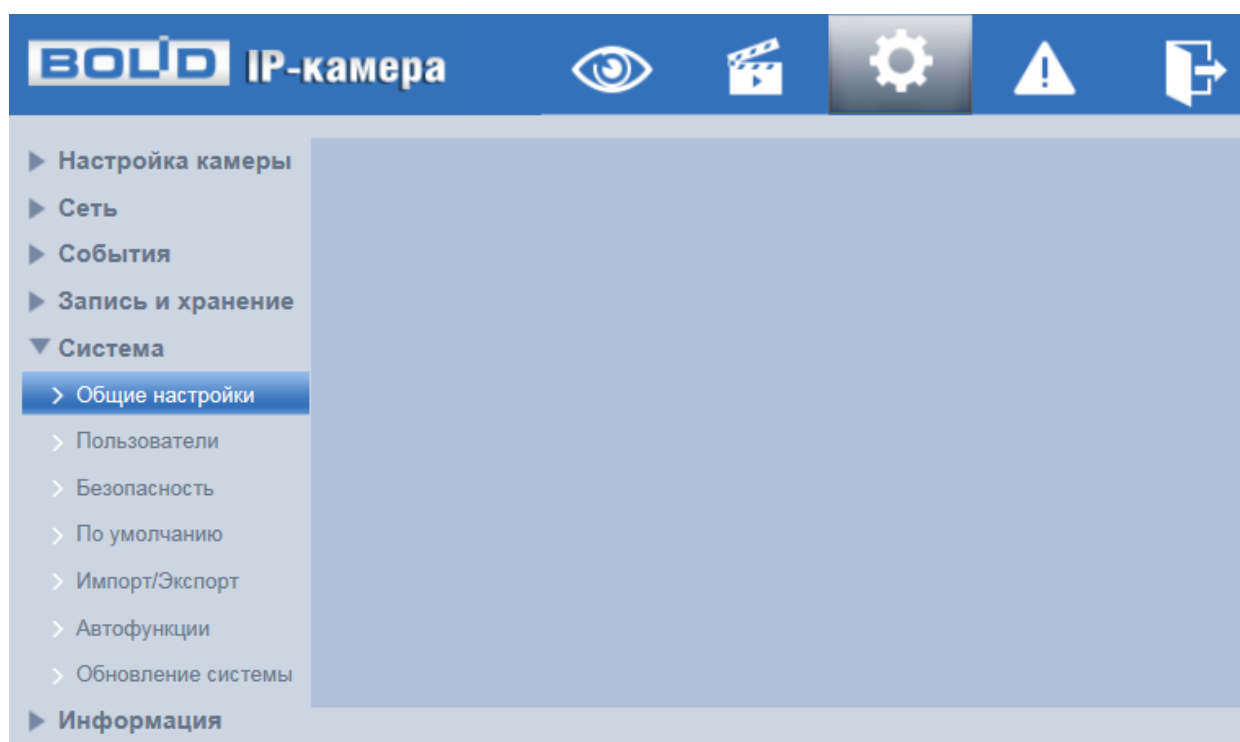 BOLID IP-камера
Настройка камеры
Сеть
События
Запись и хранение
Система
Общие настройки
Пользователи
Безопасность
По умолчанию
Импорт/Экспорт
Автофункции
Обновление системы
Информация